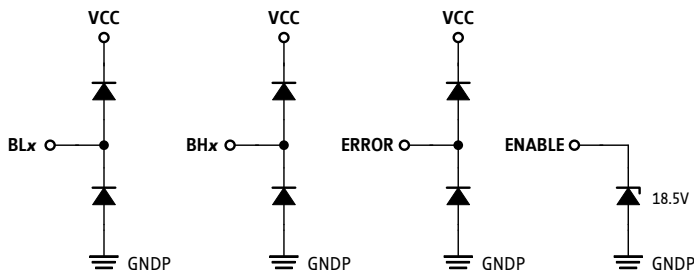 VCC VCC VCC
BLx BHx ERROR ENABLE
18.5V
GNDP GNDP GNDP GNDP